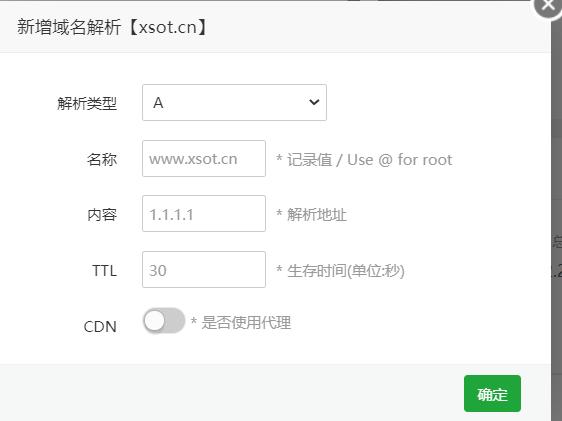 新增域名解析【xsot.cn】
解析类型 A
名称 www.xsot.cn * 记录值 / Use @ for root
内容 1.1.1.1 * 解析地址
TTL 30 * 生存时间(单位:秒)
CDN * 是否使用代理
确定